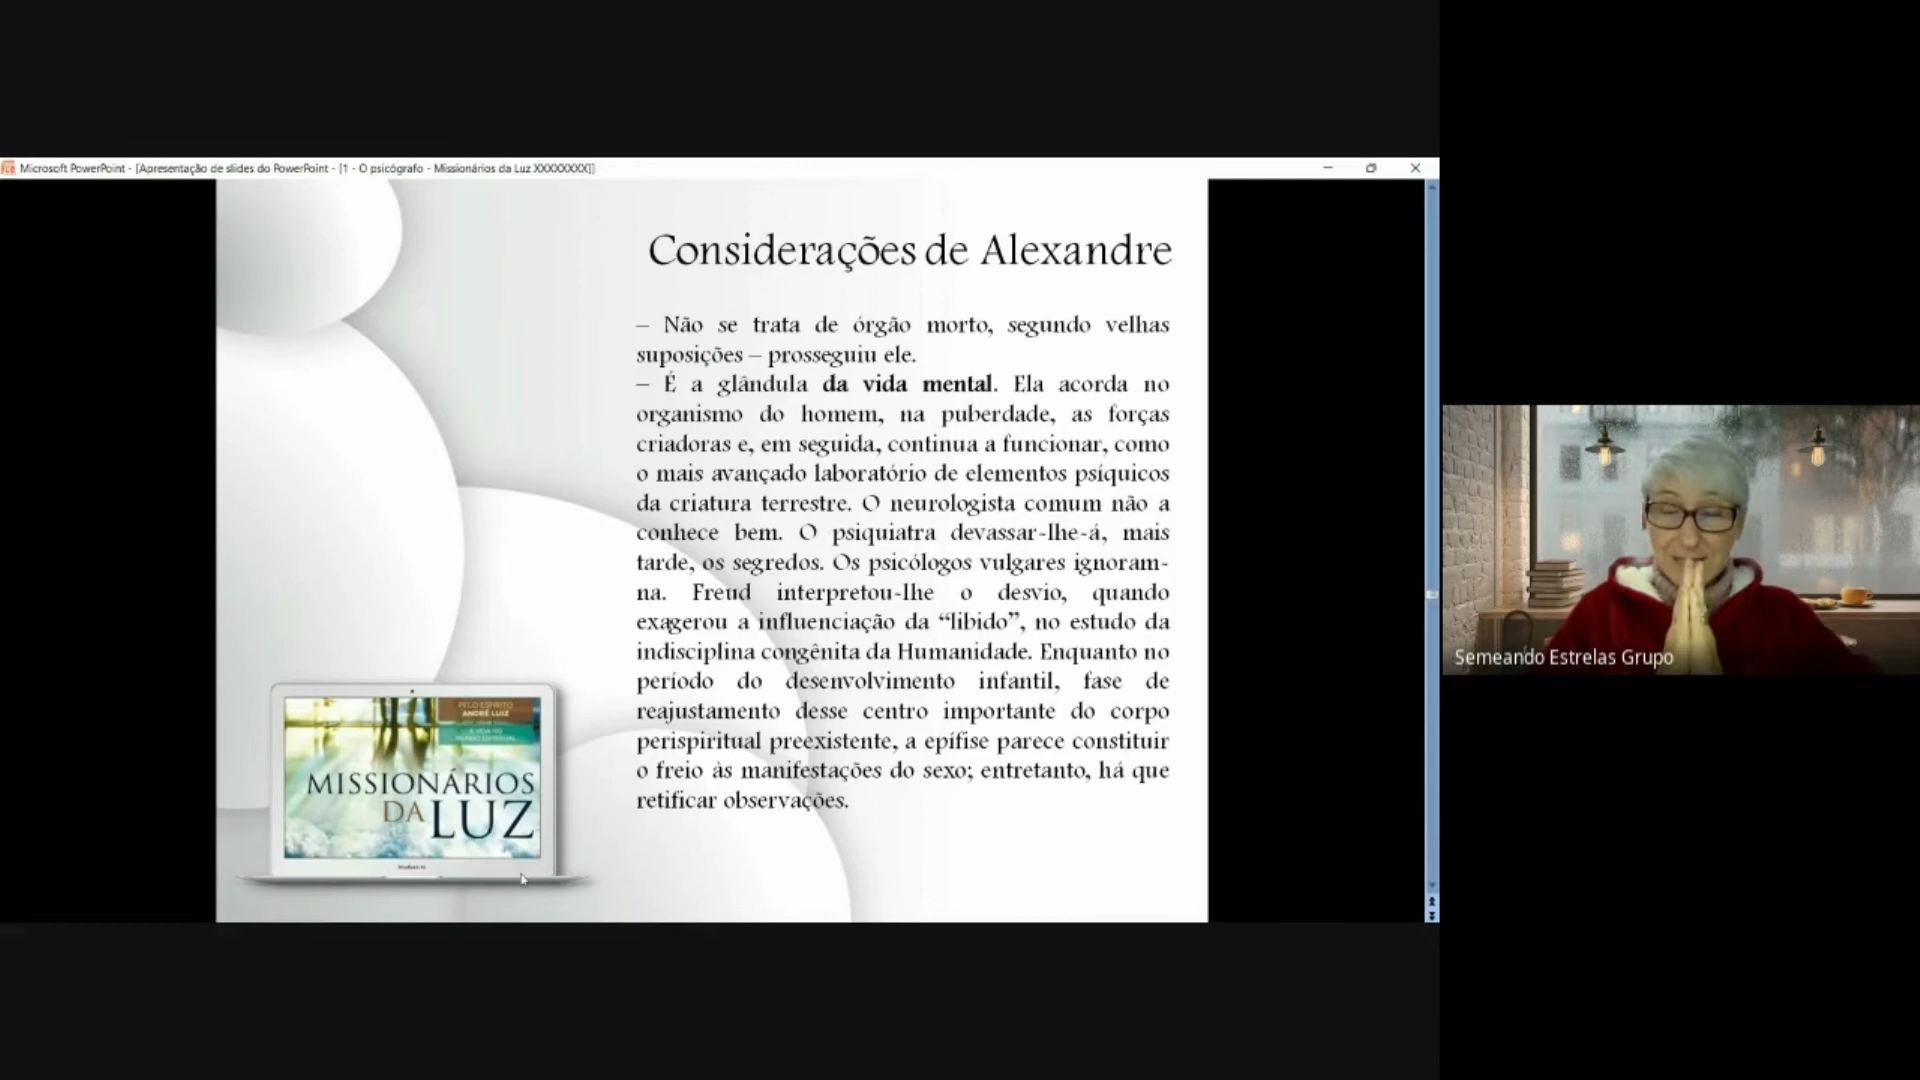 Microsoft PowerPoint - [Apresentação de slides do PowerPoint - [1 - O psicógrafo - Missionários da Luz XXXXXXXX]]
Considerações de Alexandre
– Não se trata de órgão morto, segundo velhas
suposições – prosseguiu ele.
– É a glândula da vida mental. Ela acorda no
organismo do homem, na puberdade, as forças
criadoras e, em seguida, continua a funcionar, como
o mais avançado laboratório de elementos psíquicos
da criatura terrestre. O neurologista comum não a
conhece bem. O psiquiatra devassar-lhe-á, mais
tarde, os segredos. Os psicólogos vulgares ignoram-
na. Freud interpretou-lhe o desvio, quando
exagerou a influenciação da “libido”, no estudo da
indisciplina congênita da Humanidade. Enquanto no
período do desenvolvimento infantil, fase de
reajustamento desse centro importante do corpo
perispiritual preexistente, a epífise parece constituir
o freio às manifestações do sexo; entretanto, há que
retificar observações.
PELO ESPÍRITO
ANDRÉ LUIZ
A VIDA NO
MUNDO ESPIRITUAL
MISSIONÁRIOS
DA LUZ
Semeando Estrelas Grupo